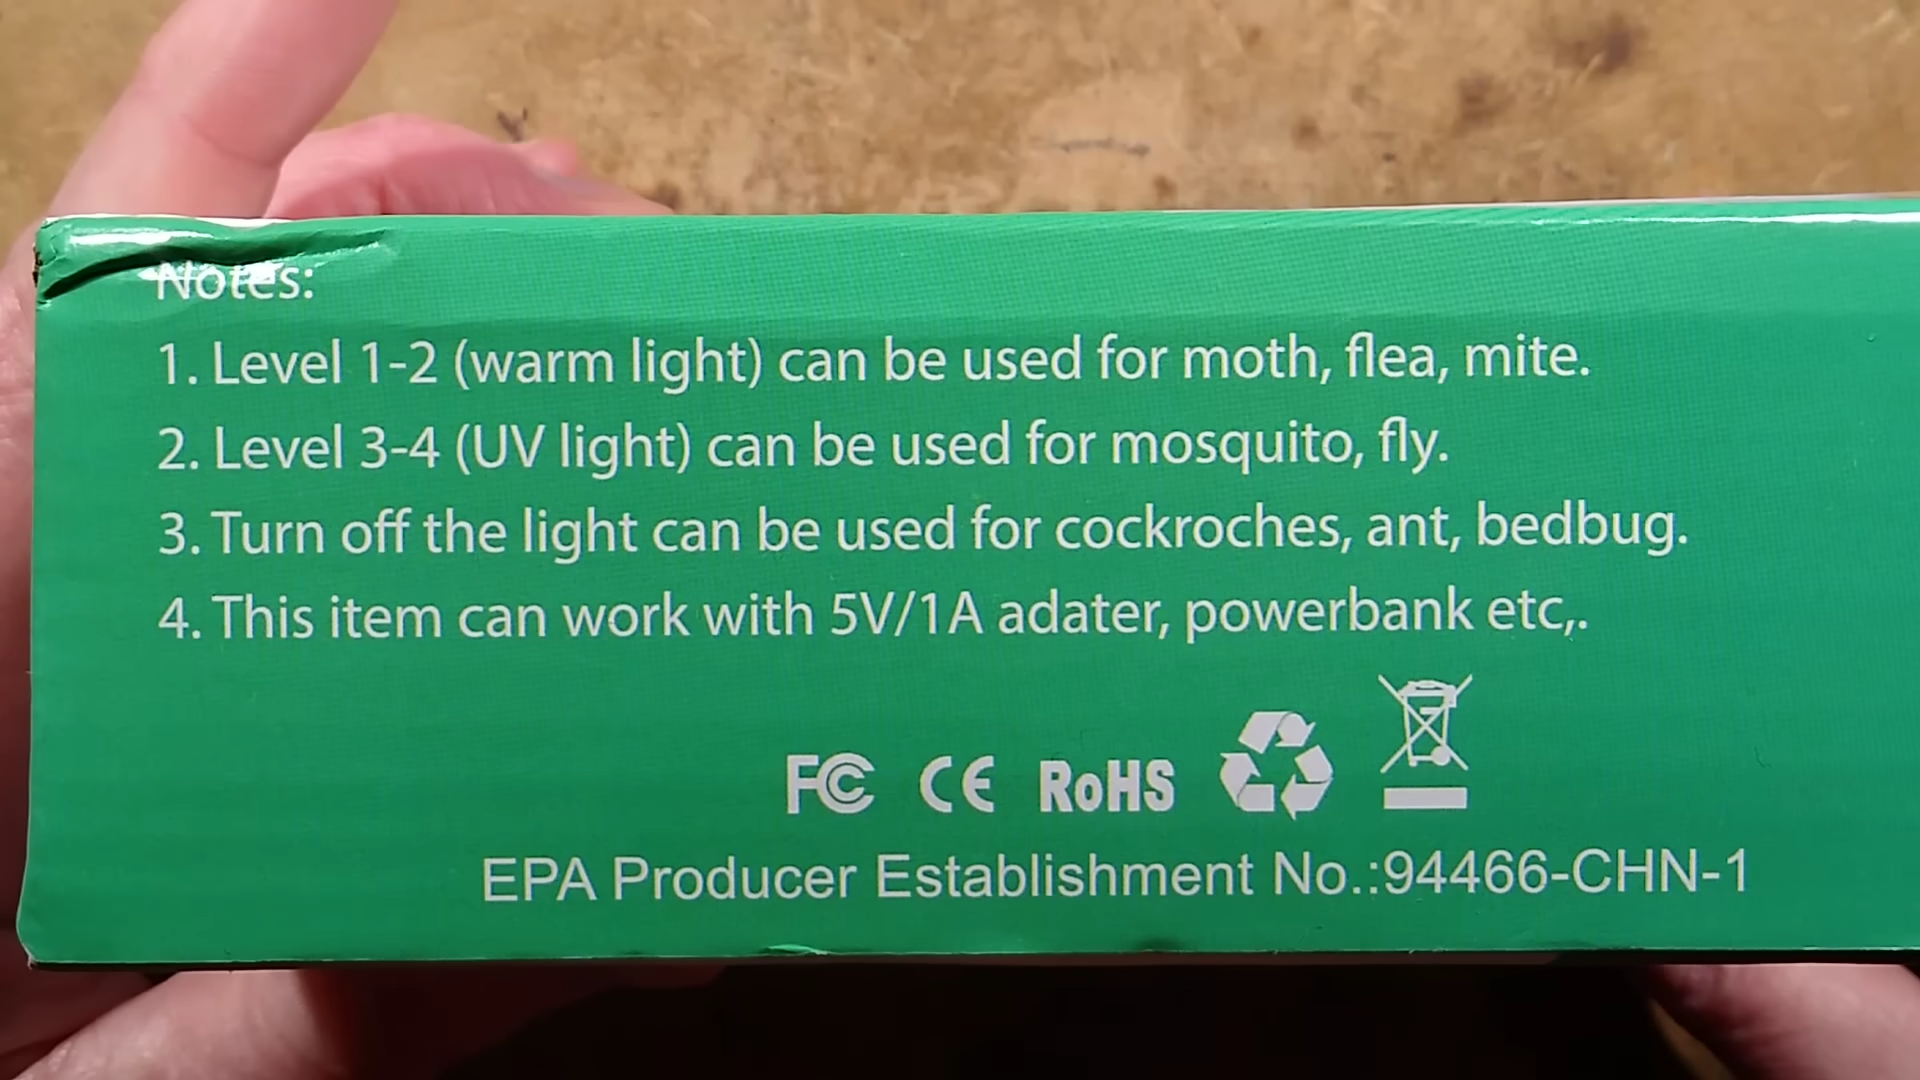 Notes:
1. Level 1-2 (warm light) can be used for moth, flea, mite.
2. Level 3-4 (UV light) can be used for mosquito, fly.
3. Turn off the light can be used for cockroches, ant, bedbug.
4. This item can work with 5V/1A adater, powerbank etc,.
FC CE RoHS
EPA Producer Establishment No.:94466-CHN-1